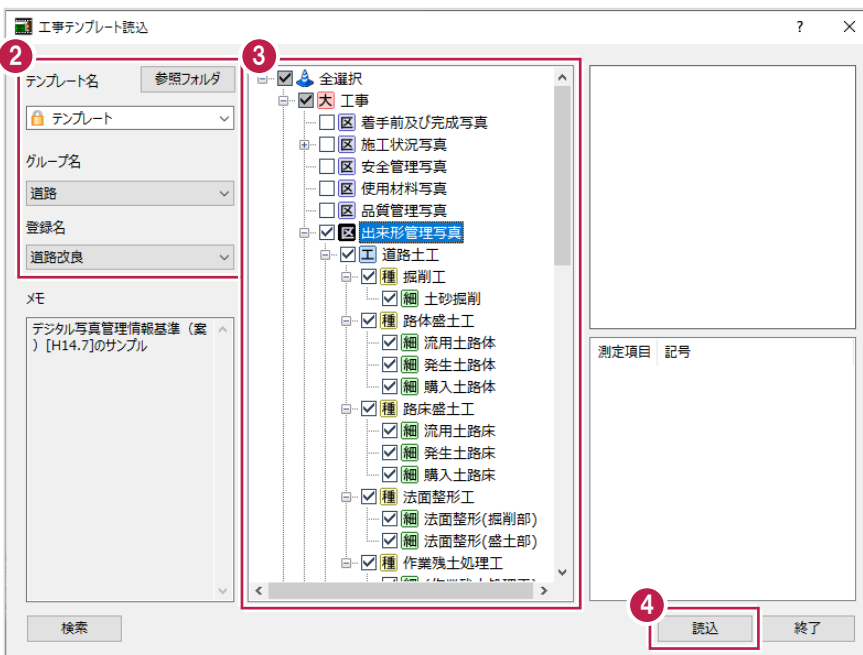 工事テンプレート読込
?
2
テンプレート名
参照フォルダ
テンプレート
グループ名
道路
登録名
道路改良
メモ
デジタル写真管理情報基準（案
）[H14.7]のサンプル
検索
3
全選択
大 工事
区 着手前及び完成写真
区 施工状況写真
区 安全管理写真
区 使用材料写真
区 品質管理写真
区 出来形管理写真
工 道路土工
種 掘削工
細 土砂掘削
種 路体盛土工
細 流用土路体
細 発生土路体
細 購入土路体
種 路床盛土工
細 流用土路床
細 発生土路床
細 購入土路床
種 法面整形工
細 法面整形(掘削部)
細 法面整形(盛土部)
種 作業残土処理工
測定項目 記号
4
読込
終了